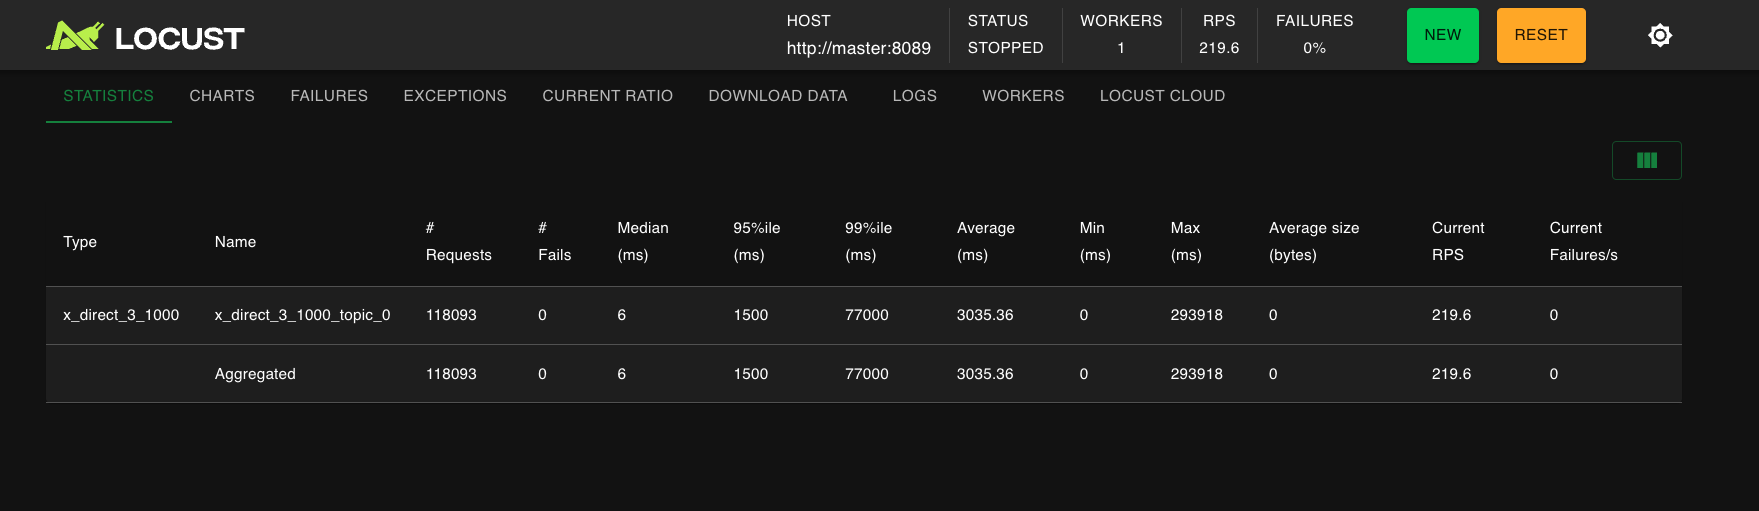 LOCUST
HOST
http://master:8089
STATUS
STOPPED
WORKERS
1
RPS
219.6
FAILURES
0%
NEW
RESET
STATISTICS CHARTS FAILURES EXCEPTIONS CURRENT RATIO DOWNLOAD DATA LOGS WORKERS LOCUST CLOUD
Type Name # Requests # Fails Median (ms) 95%ile (ms) 99%ile (ms) Average (ms) Min (ms) Max (ms) Average size (bytes) Current RPS Current Failures/s
x_direct_3_1000 x_direct_3_1000_topic_0 118093 0 6 1500 77000 3035.36 0 293918 0 219.6 0
Aggregated 118093 0 6 1500 77000 3035.36 0 293918 0 219.6 0